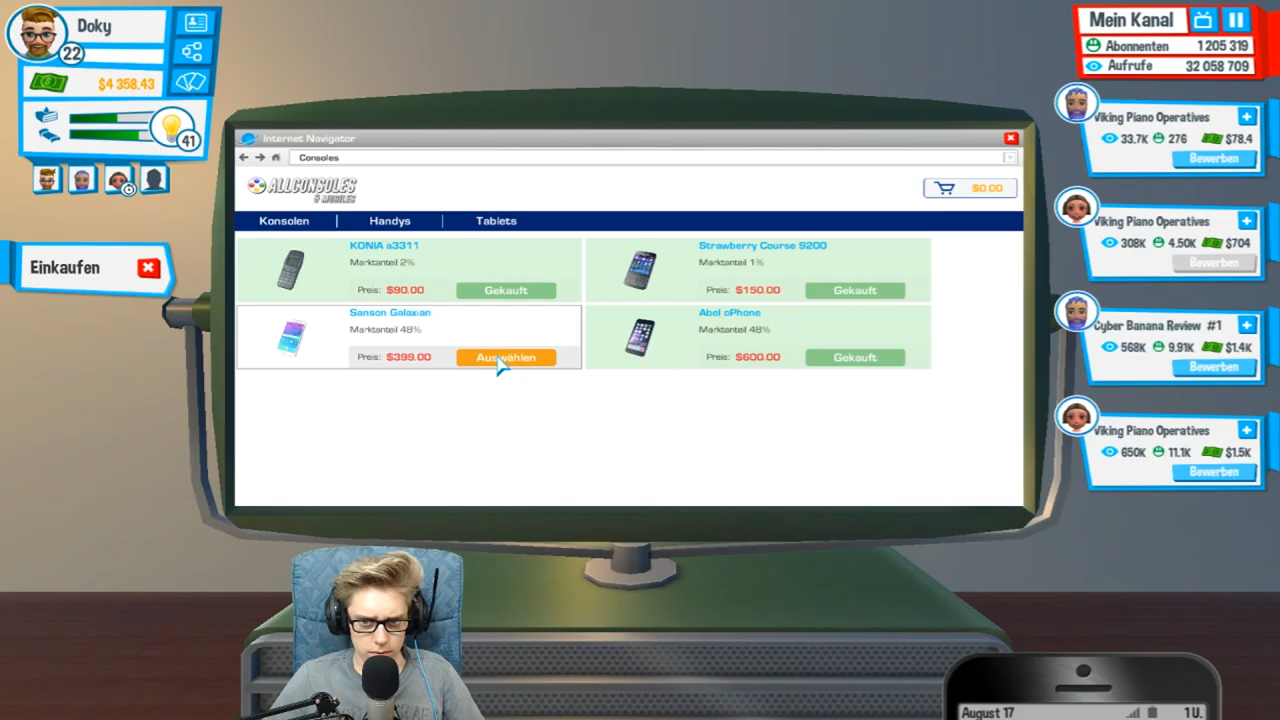 Doky
22
$4 358.43
41
Einkaufen
Internet Navigator
Consoles
ALLCONSOLES
& MOBILES
$0.00
Konsolen
Handys
Tablets
KONIA a3311
Marktanteil 2%
Preis: $90.00
Gekauft
Strawberry Course 9200
Marktanteil 1%
Preis: $150.00
Gekauft
Sanson Galaxian
Marktanteil 48%
Preis: $399.00
Auswählen
Abel oPhone
Marktanteil 48%
Preis: $600.00
Gekauft
Mein Kanal
Abonnenten 1 205 319
Aufrufe 32 058 709
Viking Piano Operatives
33.7K 276 $78.4
Bewerben
Viking Piano Operatives
308K 4.50K $704
Bewerben
Cyber Banana Review #1
568K 9.91K $1.4K
Bewerben
Viking Piano Operatives
650K 11.1K $1.5K
Bewerben
August 17
1 U.